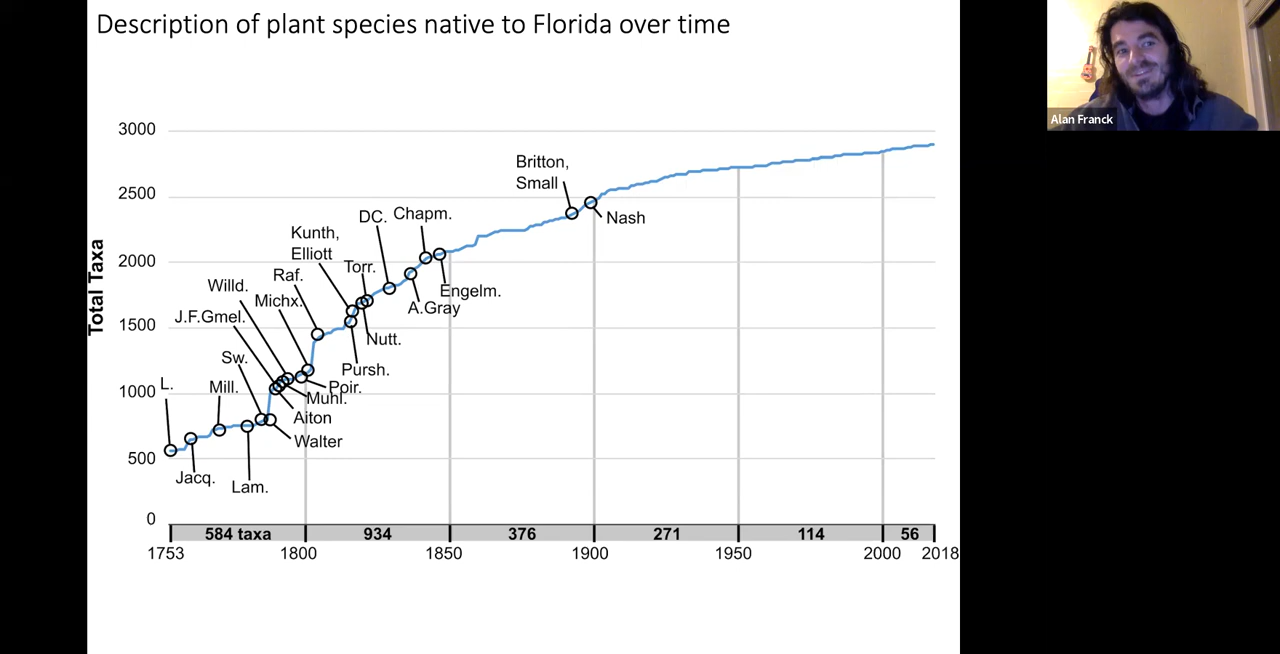 Description of plant species native to Florida over time
Alan Franck
Total Taxa
3000
2500
2000
1500
1000
500
0
Britton,
Small
Nash
DC.
Chapm.
Kunth,
Elliott
Torr.
Raf.
Engelm.
Willd.
Michx.
A.Gray
J.F.Gmel.
Nutt.
Sw.
Pursh.
L.
Mill.
Poir.
Muhl.
Aiton
Walter
Jacq.
Lam.
584 taxa
934
376
271
114
56
1753
1800
1850
1900
1950
2000
2018